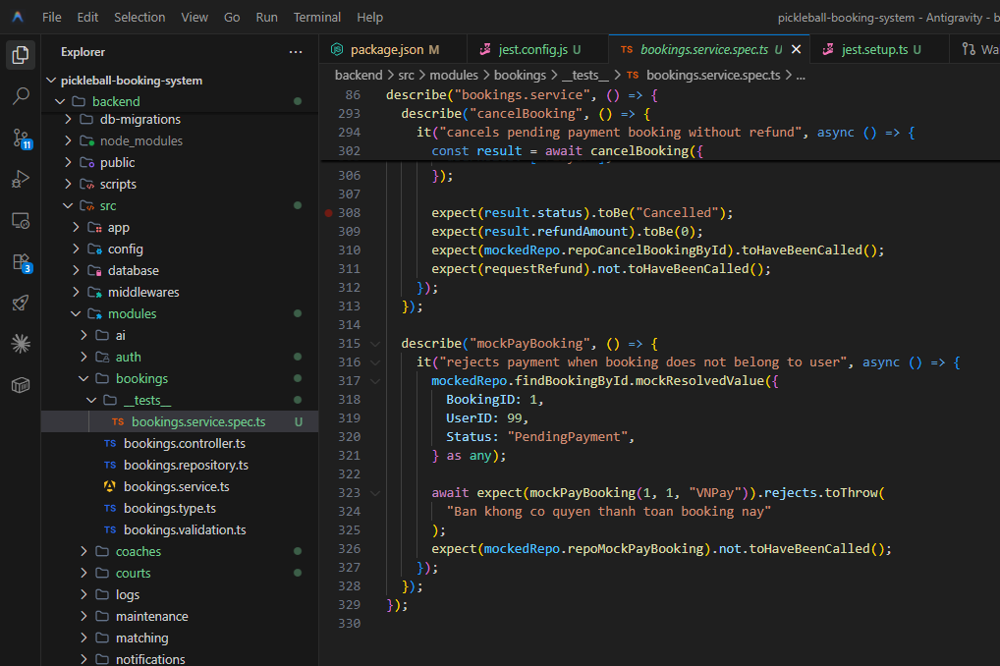 File Edit Selection View Go Run Terminal Help pickleball-booking-system - Antigravity - b
Explorer ...
package.json M jest.config.js U TS bookings.service.spec.ts U jest.setup.ts U Wa
backend > src > modules > bookings > __tests__ > TS bookings.service.spec.ts > ...
pickleball-booking-system
backend
db-migrations
node_modules
public
scripts
src
app
config
database
middlewares
modules
ai
auth
bookings
__tests__
TS bookings.service.spec.ts U
TS bookings.controller.ts
TS bookings.repository.ts
bookings.service.ts
TS bookings.type.ts
TS bookings.validation.ts
coaches
courts
logs
maintenance
matching
notifications
11
3
86 describe("bookings.service", () => {
293 describe("cancelBooking", () => {
294 it("cancels pending payment booking without refund", async () => {
302 const result = await cancelBooking({
306 });
307
308 expect(result.status).toBe("Cancelled");
309 expect(result.refundAmount).toBe(0);
310 expect(mockedRepo.repoCancelBookingById).toHaveBeenCalled();
311 expect(requestRefund).not.toHaveBeenCalled();
312 });
313 });
314
315 describe("mockPayBooking", () => {
316 it("rejects payment when booking does not belong to user", async () => {
317 mockedRepo.findBookingById.mockResolvedValue({
318 BookingID: 1,
319 UserID: 99,
320 Status: "PendingPayment",
321 } as any);
322
323 await expect(mockPayBooking(1, 1, "VNPay")).rejects.toThrow(
324 "Ban khong co quyen thanh toan booking nay"
325 );
326 expect(mockedRepo.repoMockPayBooking).not.toHaveBeenCalled();
327 });
328 });
329 });
330